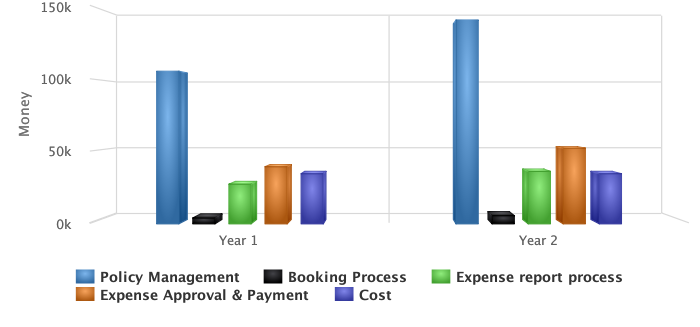 150k
100k
50k
0k
Money
Year 1
Year 2
Policy Management
Booking Process
Expense report process
Expense Approval & Payment
Cost